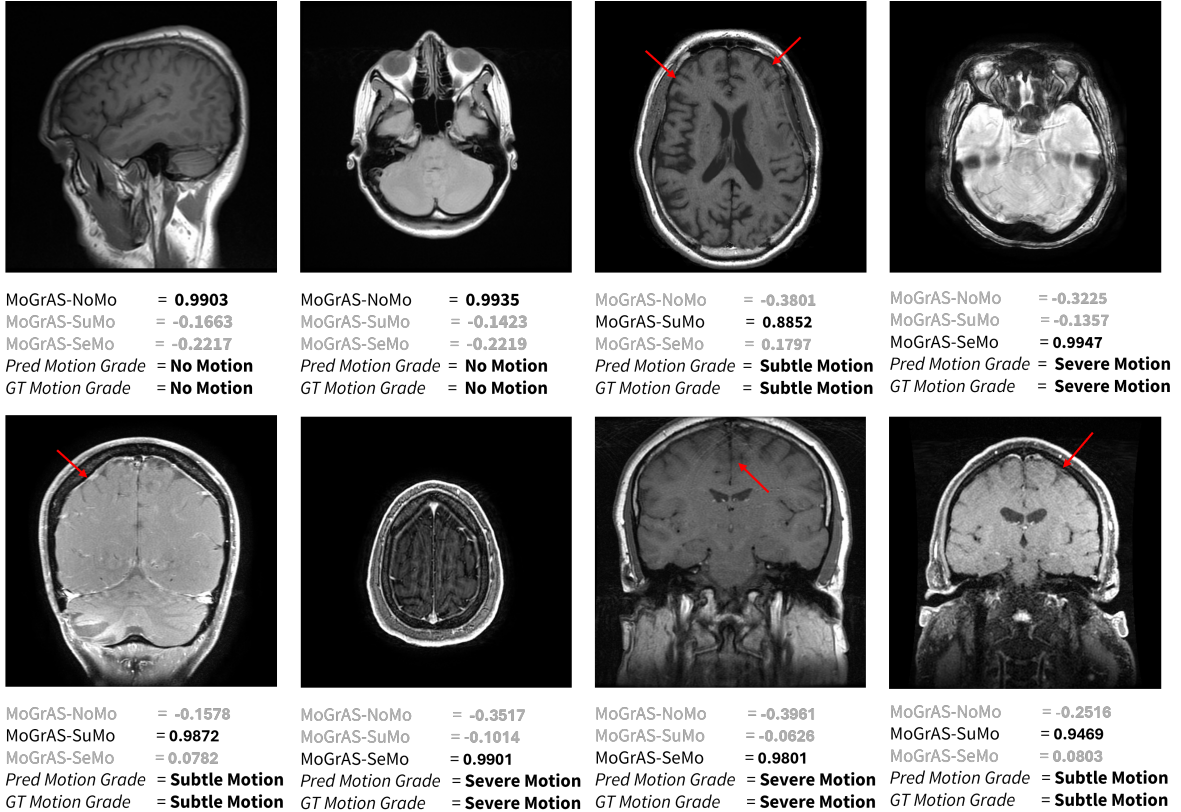 MoGrAS-NoMo = 0.9903
MoGrAS-SuMo = -0.1663
MoGrAS-SeMo = -0.2217
Pred Motion Grade = No Motion
GT Motion Grade = No Motion
MoGrAS-NoMo = 0.9935
MoGrAS-SuMo = -0.1423
MoGrAS-SeMo = -0.2219
Pred Motion Grade = No Motion
GT Motion Grade = No Motion
MoGrAS-NoMo = -0.3801
MoGrAS-SuMo = 0.8852
MoGrAS-SeMo = 0.1797
Pred Motion Grade = Subtle Motion
GT Motion Grade = Subtle Motion
MoGrAS-NoMo = -0.3225
MoGrAS-SuMo = -0.1357
MoGrAS-SeMo = 0.9947
Pred Motion Grade = Severe Motion
GT Motion Grade = Severe Motion
MoGrAS-NoMo = -0.1578
MoGrAS-SuMo = 0.9872
MoGrAS-SeMo = 0.0782
Pred Motion Grade = Subtle Motion
GT Motion Grade = Subtle Motion
MoGrAS-NoMo = -0.3517
MoGrAS-SuMo = -0.1014
MoGrAS-SeMo = 0.9901
Pred Motion Grade = Severe Motion
GT Motion Grade = Severe Motion
MoGrAS-NoMo = -0.3961
MoGrAS-SuMo = -0.0626
MoGrAS-SeMo = 0.9801
Pred Motion Grade = Severe Motion
GT Motion Grade = Severe Motion
MoGrAS-NoMo = -0.2516
MoGrAS-SuMo = 0.9469
MoGrAS-SeMo = 0.0803
Pred Motion Grade = Subtle Motion
GT Motion Grade = Subtle Motion